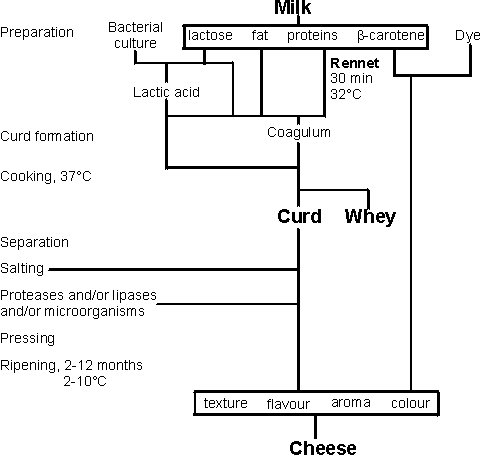 Milk
Preparation
Bacterial
culture
lactose fat proteins β-carotene
Dye
Rennet
30 min
32°C
Lactic acid
Coagulum
Curd formation
Cooking, 37°C
Curd Whey
Separation
Salting
Proteases and/or lipases
and/or microorganisms
Pressing
Ripening, 2-12 months
2-10°C
texture flavour aroma colour
Cheese